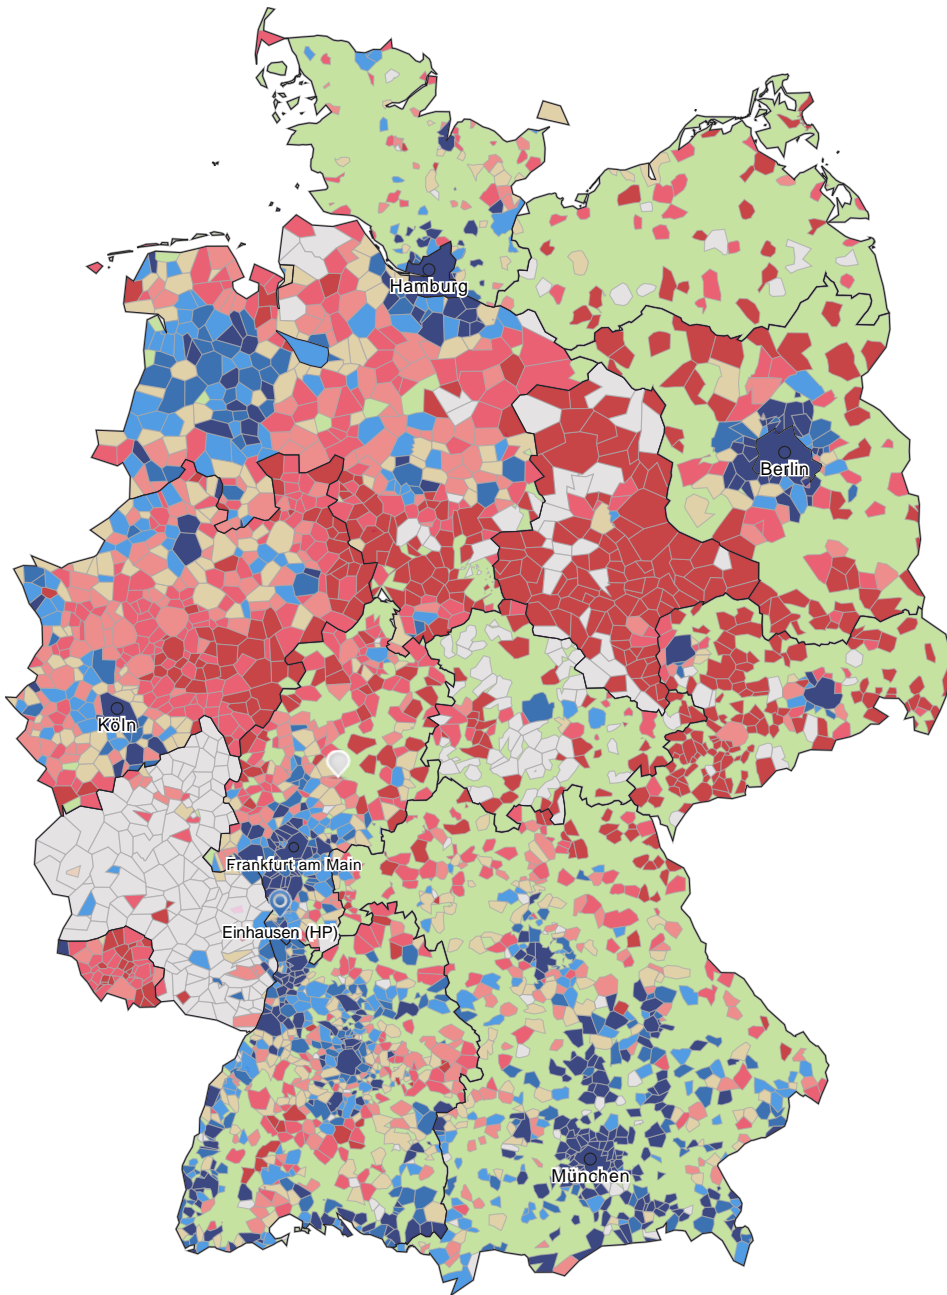 Hamburg
Berlin
Köln
Frankfurt am Main
Einhausen (HP)
München